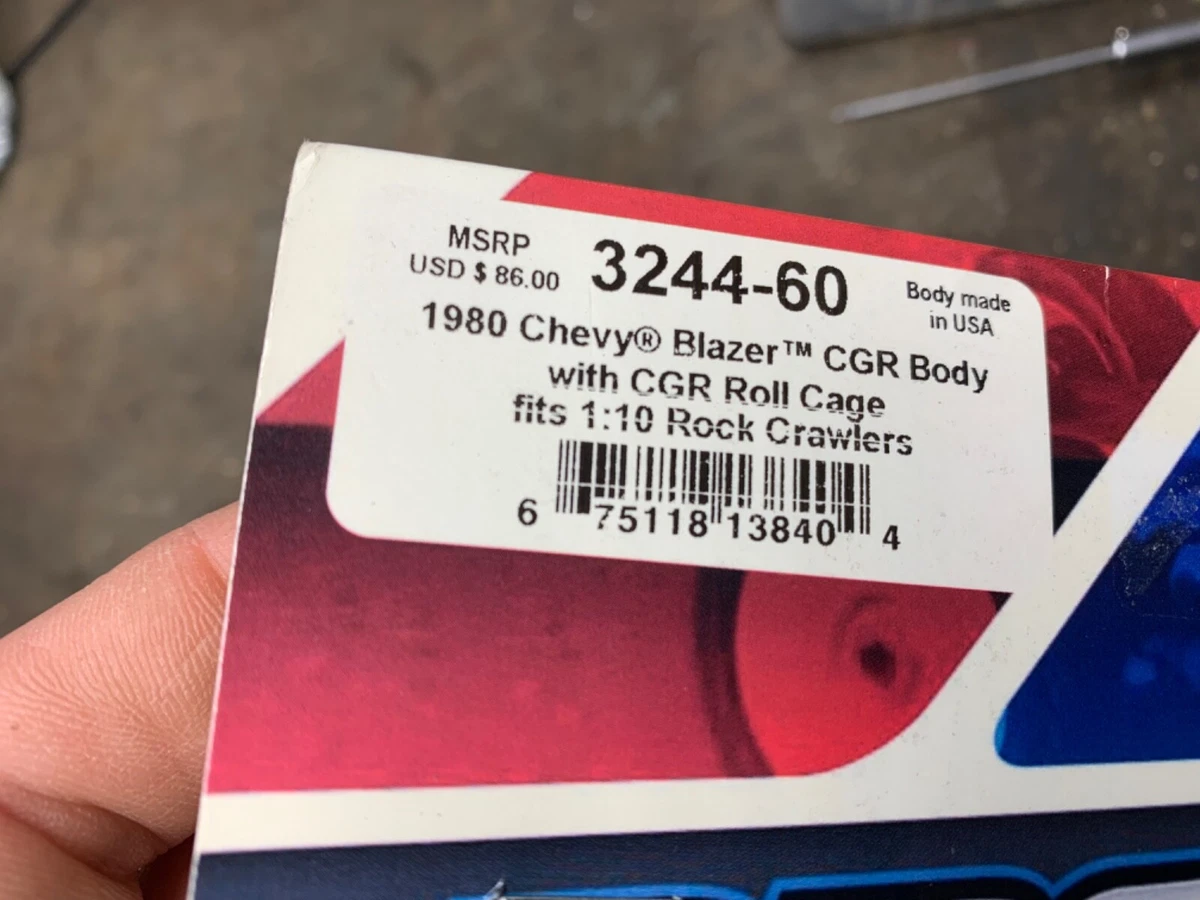 MSRP
USD $ 86.00
3244-60
Body made
in USA
1980 Chevy® Blazer™ CGR Body
with CGR Roll Cage
fits 1:10 Rock Crawlers
6 75118 13840 4